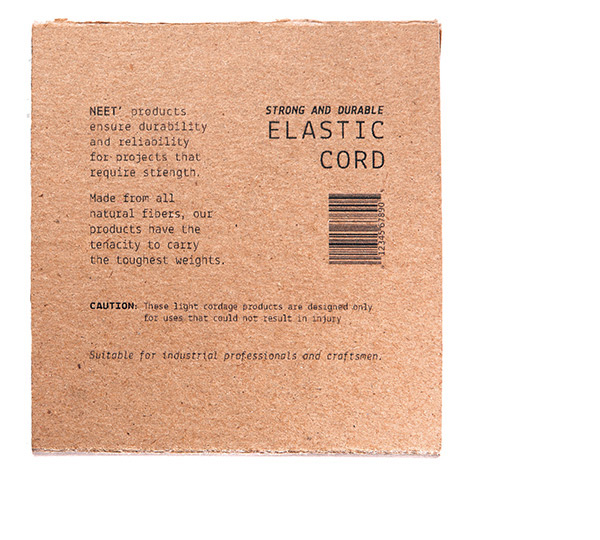 NEET' products
ensure durability
and reliability
for projects that
require strength.
Made from all
natural fibers, our
products have the
tenacity to carry
the toughest weights.
STRONG AND DURABLE
ELASTIC
CORD
1234567890
CAUTION: These light cordage products are designed only
for uses that could not result in injury
Suitable for industrial professionals and craftsmen.